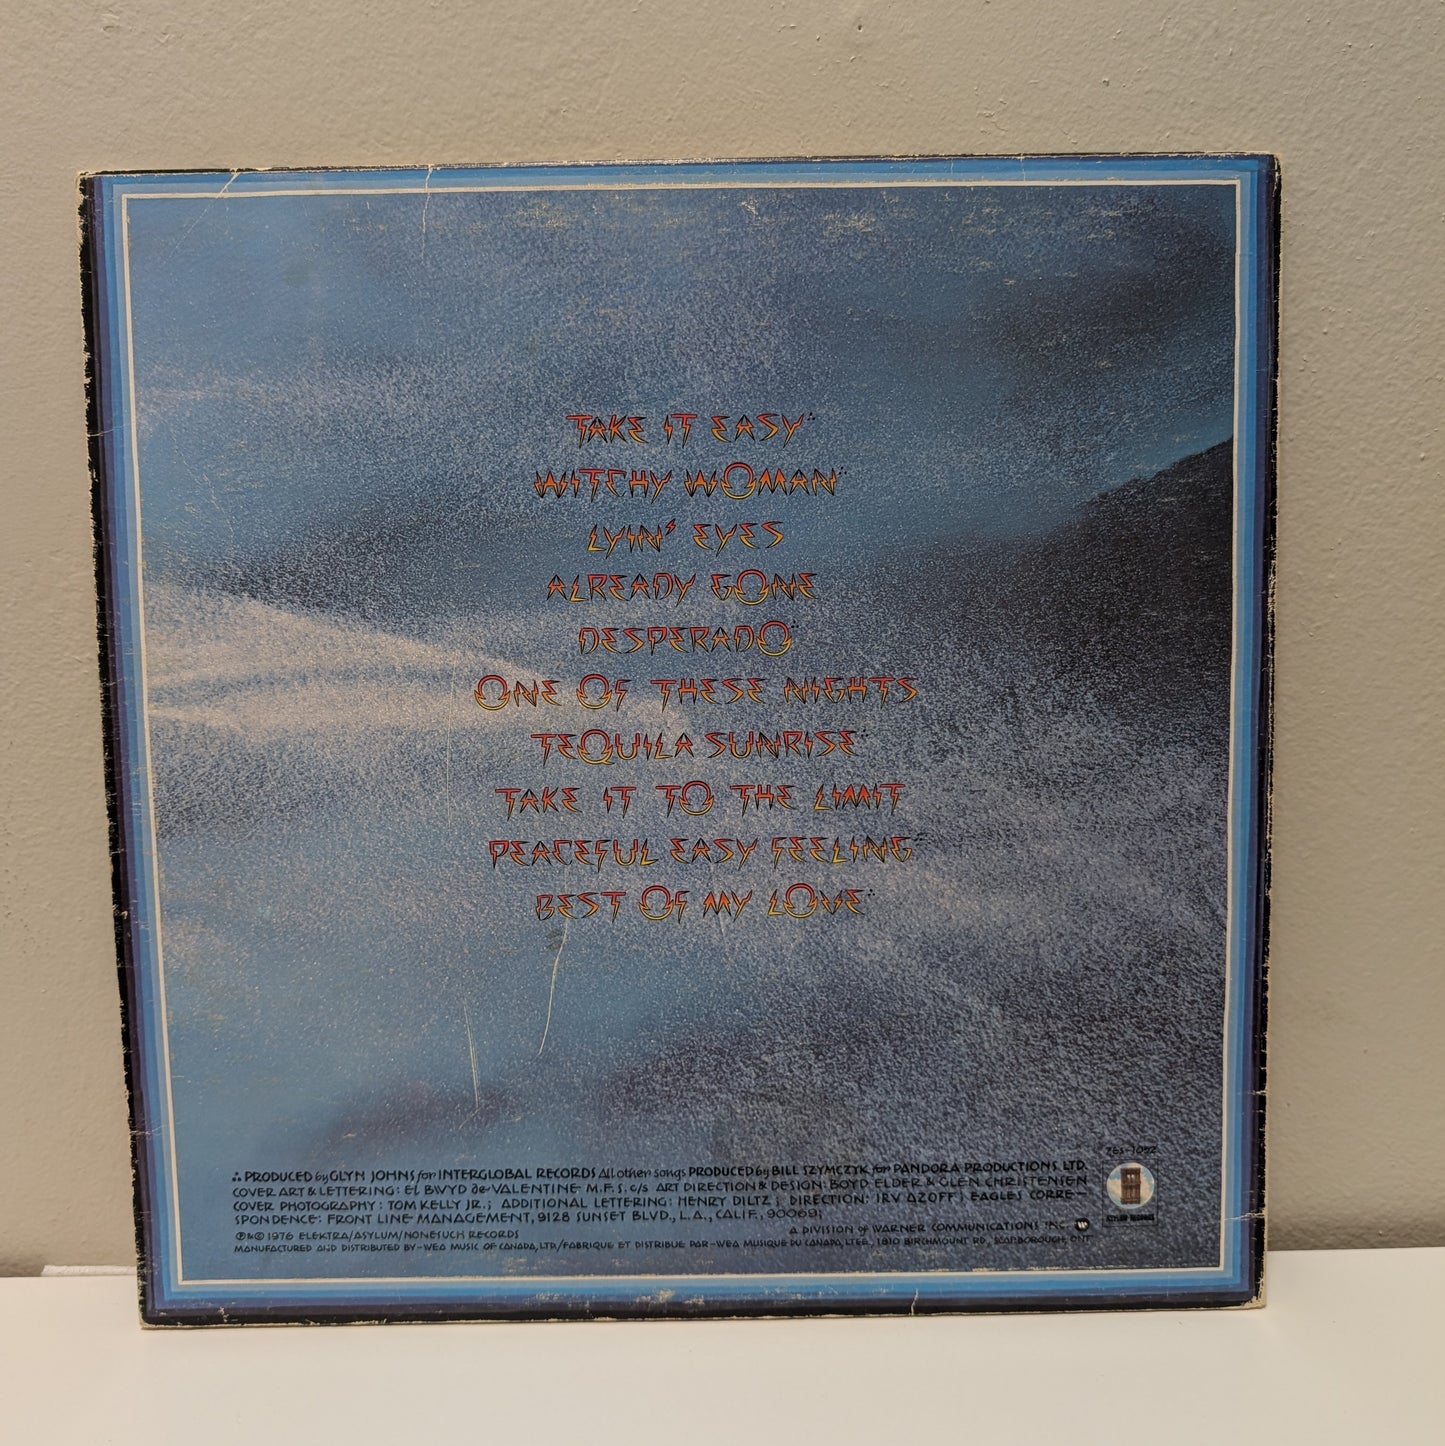 TAKE IT EASY∴
WITCHY WOMAN∴
LYIN' EYES
ALREADY GONE
DESPERADO∴
ONE OF THESE NIGHTS
TEQUILA SUNRISE∴
TAKE IT TO THE LIMIT
PEACEFUL EASY FEELING∴
BEST OF MY LOVE∴
7ES-1052
∴ PRODUCED by GLYN JOHNS for INTERGLOBAL RECORDS All other songs PRODUCED by BILL SZYMCZYK for PANDORA PRODUCTIONS LTD.
COVER ART & LETTERING: El BWYD de VALENTINE M.F.S. c/s ART DIRECTION & DESIGN: BOYD ELDER & GLEN CHRISTENSEN
COVER PHOTOGRAPHY: TOM KELLY JR.; ADDITIONAL LETTERING: HENRY DILTZ; DIRECTION: IRV AZOFF; EAGLES CORRE-
SPONDENCE: FRONT LINE MANAGEMENT, 9128 SUNSET BLVD., L.A., CALIF., 90069;
ASYLUM RECORDS
A DIVISION of WARNER COMMUNICATIONS INC.
℗&© 1976 ELEKTRA/ASYLUM/NONESUCH RECORDS
MANUFACTURED AND DISTRIBUTED BY-WEA MUSIC OF CANADA, LTD./FABRIQUE ET DISTRIBUE PAR-WEA MUSIQUE DU CANADA, LTEE., 1810 BIRCHMOUNT RD., SCARBOROUGH, ONT.